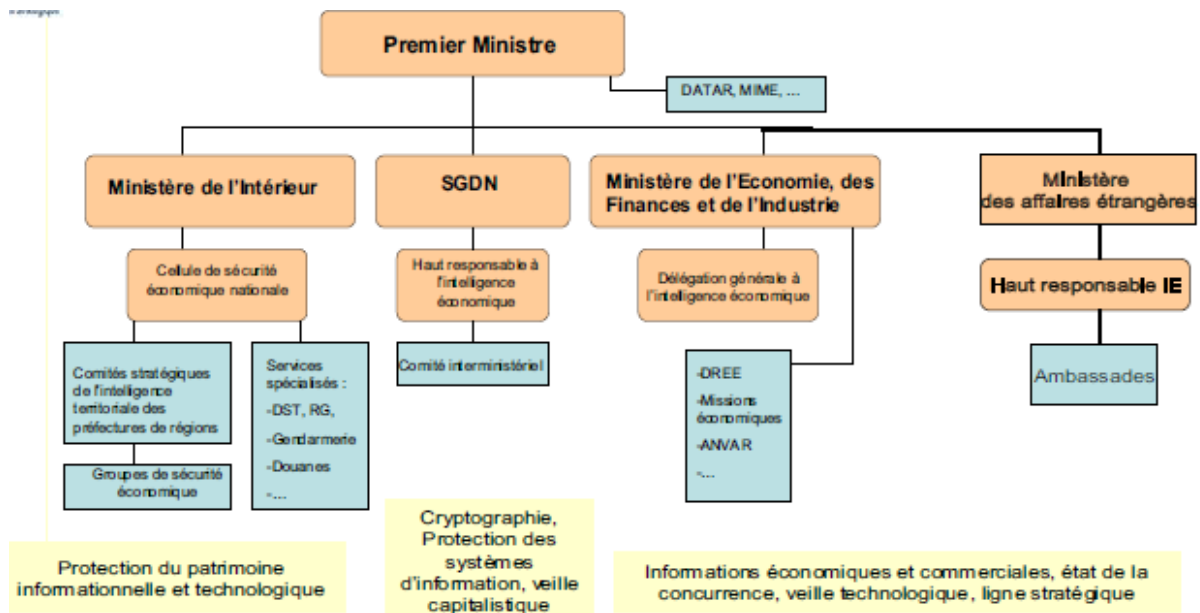 Premier Ministre
DATAR, MIME, ...
Ministère de l'Intérieur
SGDN
Ministère de l'Economie, des
Finances et de l'Industrie
Ministère
des affaires étrangères
Cellule de sécurité
économique nationale
Haut responsable à
l'intelligence
économique
Délégation générale à
l'intelligence économique
Haut responsable IE
Comités stratégiques
de l'intelligence
territoriale des
préfectures de régions
Services
spécialisés :
-DST, RG,
-Gendarmerie
-Douanes
-...
Comité interministériel
-DREE
-Missions
économiques
-ANVAR
-...
Ambassades
Groupes de sécurité
économique
Protection du patrimoine
informationnelle et technologique
Cryptographie,
Protection des
systèmes
d'information, veille
capitalistique
Informations économiques et commerciales, état de la
concurrence, veille technologique, ligne stratégique